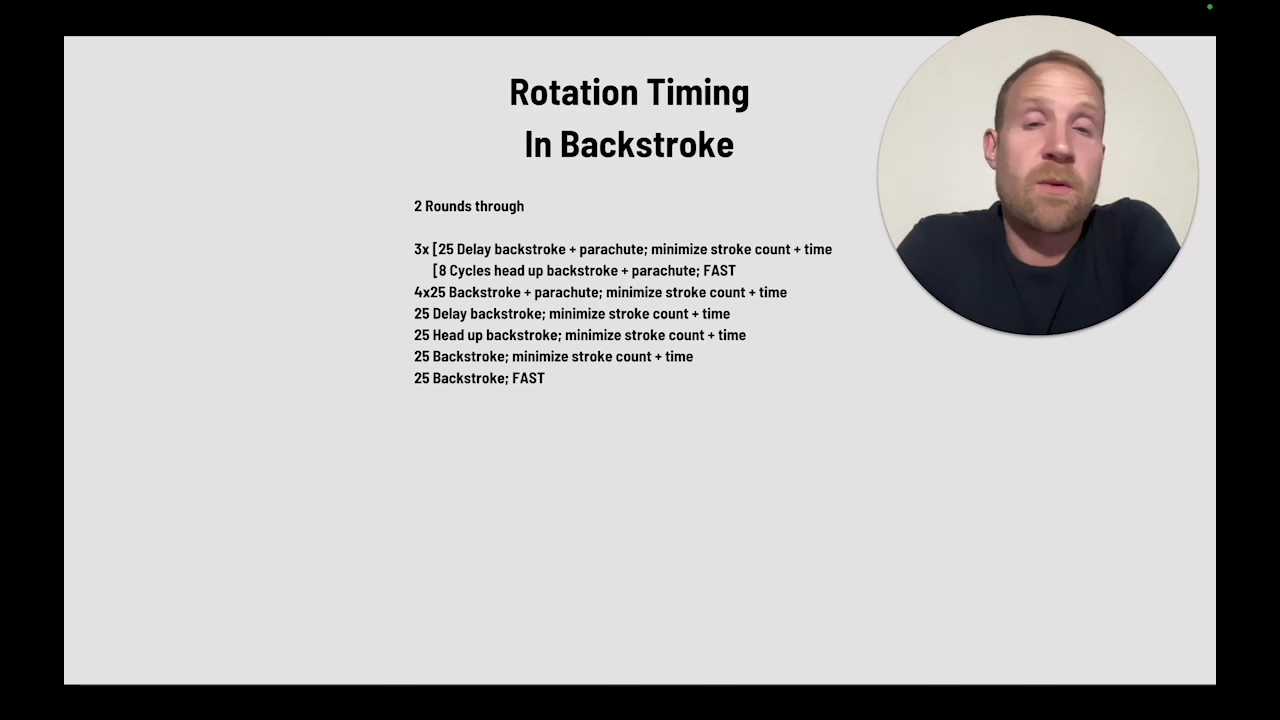 Rotation Timing
In Backstroke
2 Rounds through
3x [25 Delay backstroke + parachute; minimize stroke count + time
[8 Cycles head up backstroke + parachute; FAST
4x25 Backstroke + parachute; minimize stroke count + time
25 Delay backstroke; minimize stroke count + time
25 Head up backstroke; minimize stroke count + time
25 Backstroke; minimize stroke count + time
25 Backstroke; FAST